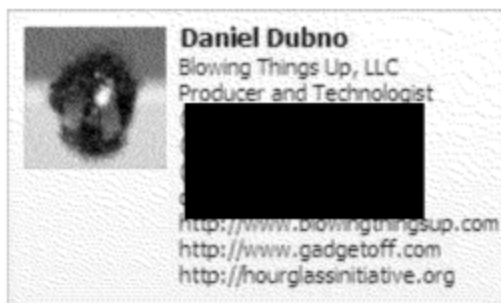 Daniel Dubno
Blowing Things Up, LLC
Producer and Technologist
http://www.blowingthingsup.com
http://www.gadgetoff.com
http://hourglassinitiative.org